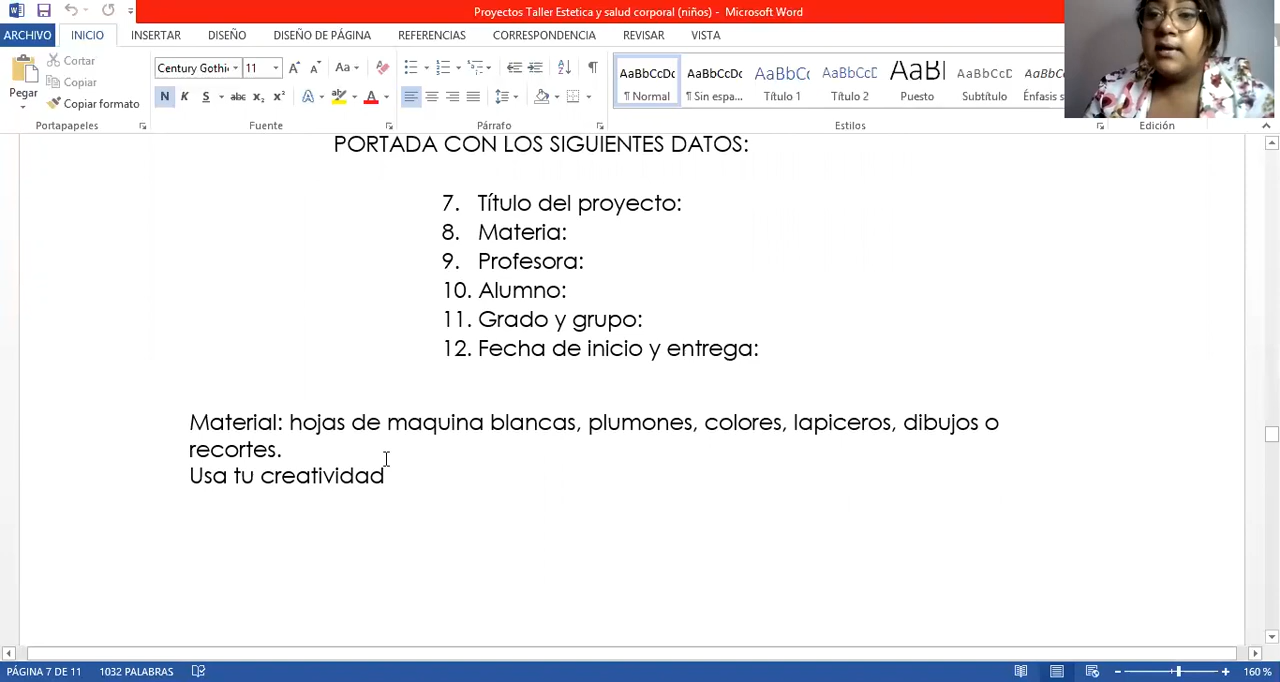 Proyectos Taller Estetica y salud corporal (niños) - Microsoft Word
ARCHIVO INICIO INSERTAR DISEÑO DISEÑO DE PÁGINA REFERENCIAS CORRESPONDENCIA REVISAR VISTA
Cortar
Copiar
Copiar formato
Pegar
Century Gothi 11
N K S abc x₂ x²
AaBbCcDc AaBbCcDc AaBbCc AaBbCcD AaBl AaBbCcD AaBbCc
¶ Normal ¶ Sin espa... Título 1 Título 2 Puesto Subtítulo Énfasis s
Portapapeles Fuente Párrafo Estilos Edición
PORTADA CON LOS SIGUIENTES DATOS:
7. Título del proyecto:
8. Materia:
9. Profesora:
10. Alumno:
11. Grado y grupo:
12. Fecha de inicio y entrega:
Material: hojas de maquina blancas, plumones, colores, lapiceros, dibujos o
recortes.
Usa tu creatividad
PÁGINA 7 DE 11 1032 PALABRAS 160 %